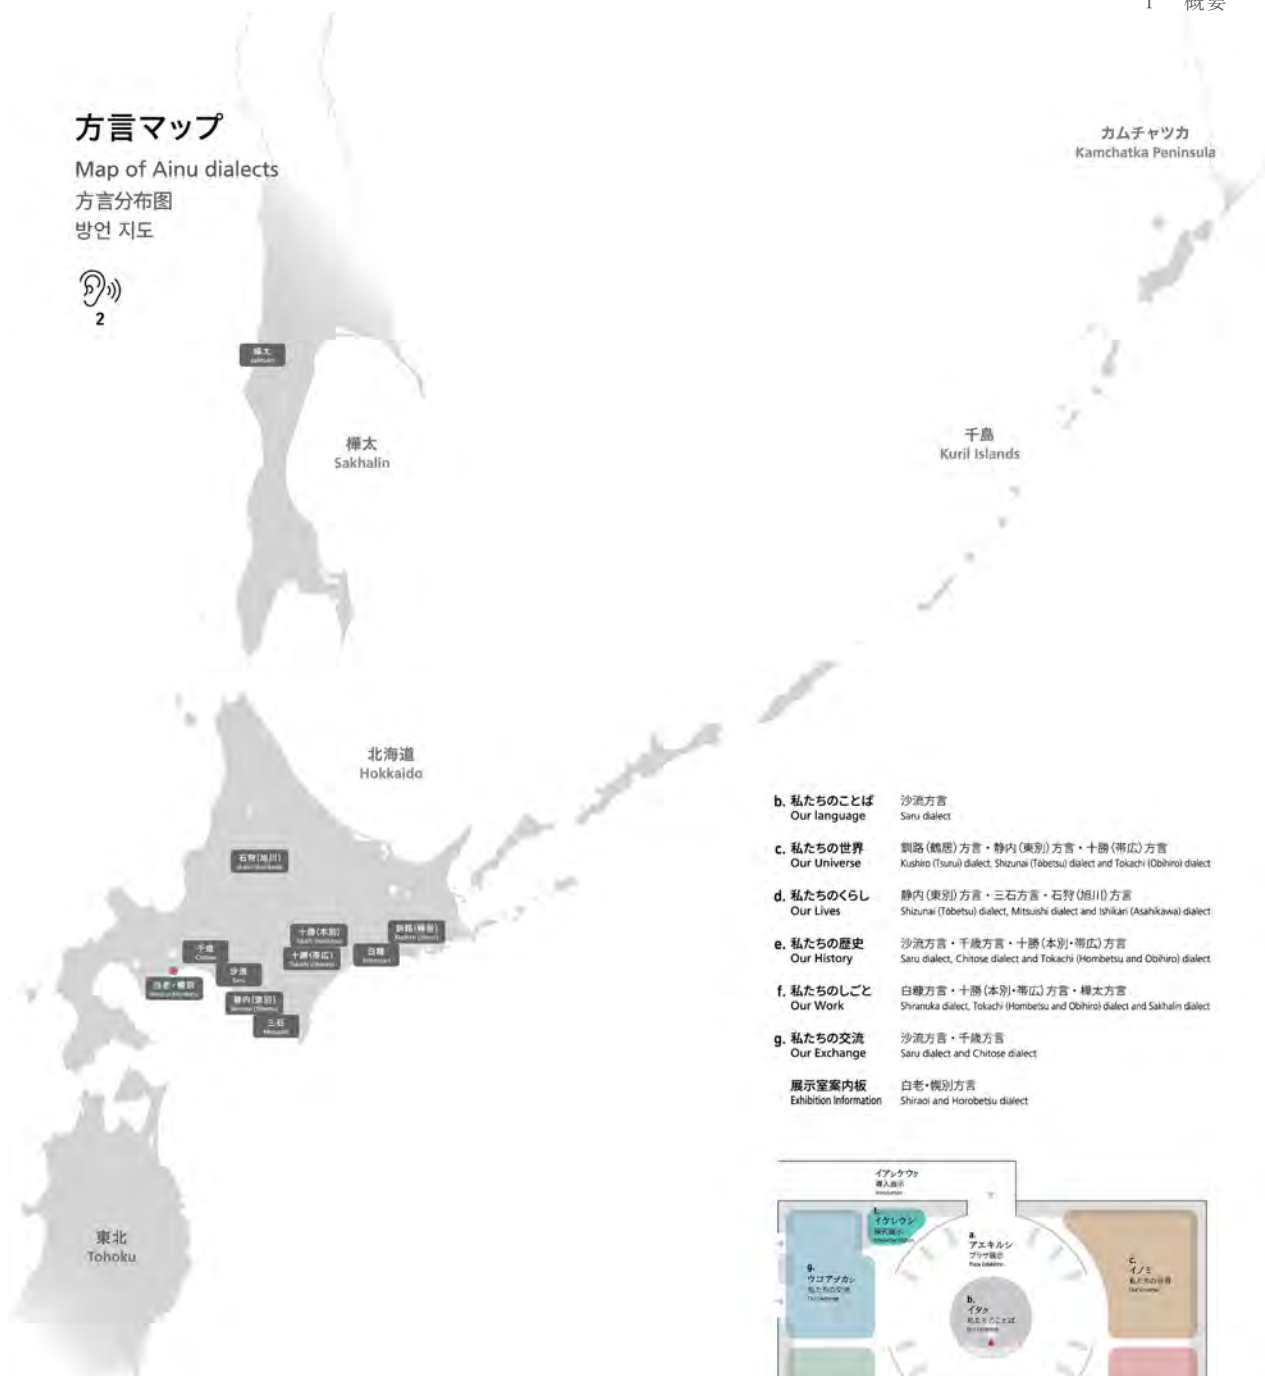 I 概要
方言マップ
Map of Ainu dialects
方言分布图
방언 지도
2
カムチャツカ
Kamchatka Peninsula
樺太
樺太
Sakhalin
千島
Kuril Islands
北海道
Hokkaido
石狩(旭川)
十勝(本別)
十勝(帯広)
白糠
千歳
Chitose
沙流
Saru
白老・幌別
静内(東別)
三石
東北
Tohoku
b. 私たちのことば 沙流方言
Our language Saru dialect
c. 私たちの世界 釧路(鶴居)方言・静内(東別)方言・十勝(帯広)方言
Our Universe Kushiro (Tsurui) dialect, Shizunai (Tōbetsu) dialect and Tokachi (Obihiro) dialect
d. 私たちのくらし 静内(東別)方言・三石方言・石狩(旭川)方言
Our Lives Shizunai (Tōbetsu) dialect, Mitsuishi dialect and Ishikari (Asahikawa) dialect
e. 私たちの歴史 沙流方言・千歳方言・十勝(本別・帯広)方言
Our History Saru dialect, Chitose dialect and Tokachi (Hombetsu and Obihiro) dialect
f. 私たちのしごと 白糠方言・十勝(本別・帯広)方言・樺太方言
Our Work Shiranuka dialect, Tokachi (Hombetsu and Obihiro) dialect and Sakhalin dialect
g. 私たちの交流 沙流方言・千歳方言
Our Exchange Saru dialect and Chitose dialect
展示室案内板 白老・幌別方言
Exhibition Information Shiraoi and Horobetsu dialect
導入展示
イケレウシ
探究展示
a.
アエキルシ
プラザ展示
g.
ウコアㇷ゚カㇱ
私たちの交流
b.
イタㇰ
私たちのことば
c.
イノミ
私たちの世界